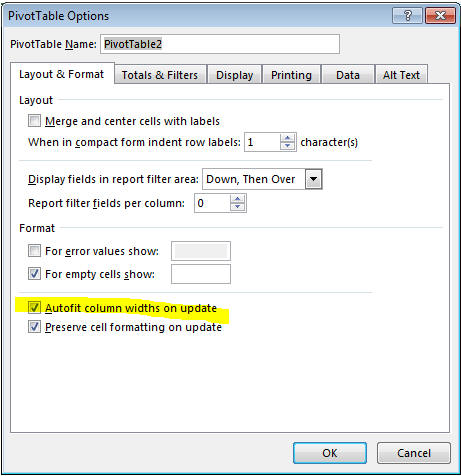 PivotTable Options
PivotTable Name: PivotTable2
Layout & Format Totals & Filters Display Printing Data Alt Text
Layout
Merge and center cells with labels
When in compact form indent row labels: 1 character(s)
Display fields in report filter area: Down, Then Over
Report filter fields per column: 0
Format
For error values show:
For empty cells show:
Autofit column widths on update
Preserve cell formatting on update
OK Cancel